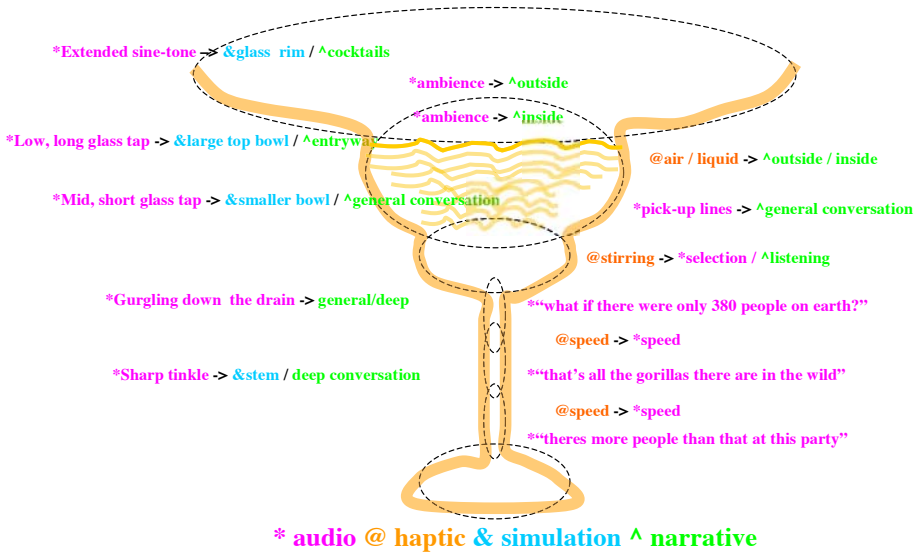 *Extended sine-tone -> &glass rim / ^cocktails
*ambience -> ^outside
*ambience -> ^inside
*Low, long glass tap -> &large top bowl / ^entryway
@air / liquid -> ^outside / inside
*Mid, short glass tap -> &smaller bowl / ^general conversation
*pick-up lines -> ^general conversation
@stirring -> *selection / ^listening
*Gurgling down the drain -> general/deep
*“what if there were only 380 people on earth?”
@speed -> *speed
*Sharp tinkle -> &stem / deep conversation
*“that’s all the gorillas there are in the wild”
@speed -> *speed
*“theres more people than that at this party”
* audio @ haptic & simulation ^ narrative